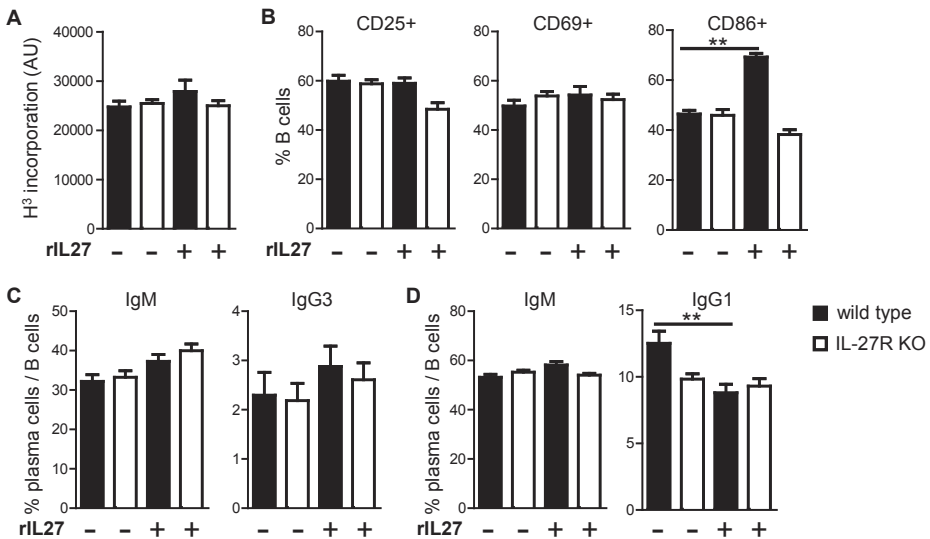 A
H³ incorporation (AU)
40000
30000
20000
10000
0
rIL27 – – + +
B
CD25+
% B cells
80
60
40
20
0
rIL27 – – + +
CD69+
80
60
40
20
0
– – + +
CD86+
**
80
60
40
20
0
– – + +
C
IgM
% plasma cells / B cells
50
40
30
20
10
0
rIL27 – – + +
IgG3
4
3
2
1
0
– – + +
D
IgM
% plasma cells / B cells
80
60
40
20
0
rIL27 – – + +
IgG1
**
15
10
5
0
– – + +
wild type
IL-27R KO